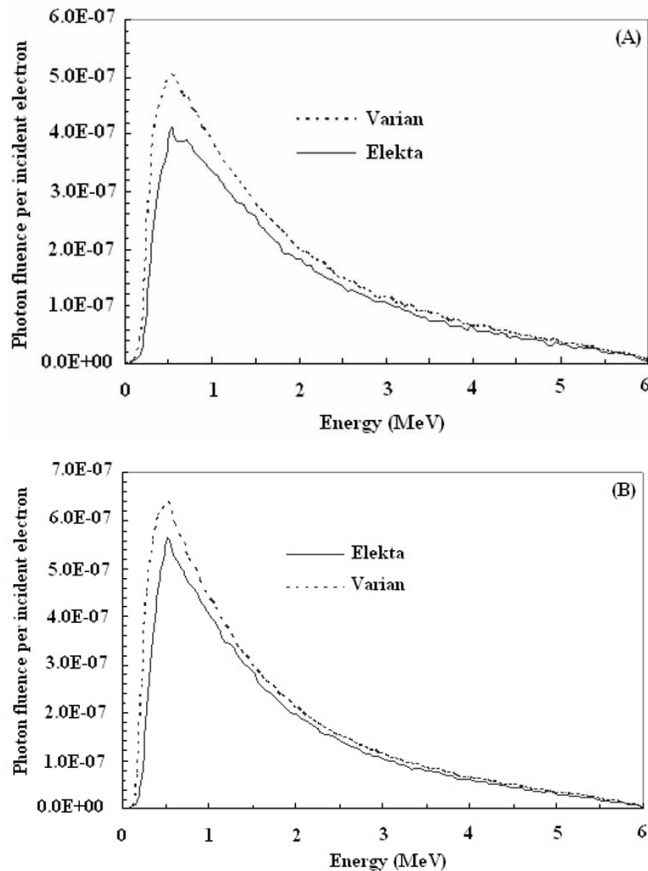 6.0E-07
(A)
5.0E-07
Varian
4.0E-07
Elekta
3.0E-07
2.0E-07
1.0E-07
0.0E+00
Photon fluence per incident electron
0 1 2 3 4 5 6
Energy (MeV)
7.0E-07
(B)
6.0E-07
Elekta
5.0E-07
Varian
4.0E-07
3.0E-07
2.0E-07
1.0E-07
0.0E+00
Photon fluence per incident electron
0 1 2 3 4 5 6
Energy (MeV)